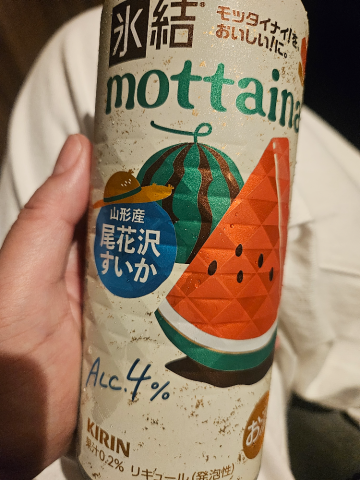 氷結®
モッタイナイ!を、
おいしい!に。
mottaina
山形産
尾花沢
すいか
ALC.4%
KIRIN
果汁0.2% リキュール(発泡性)
お